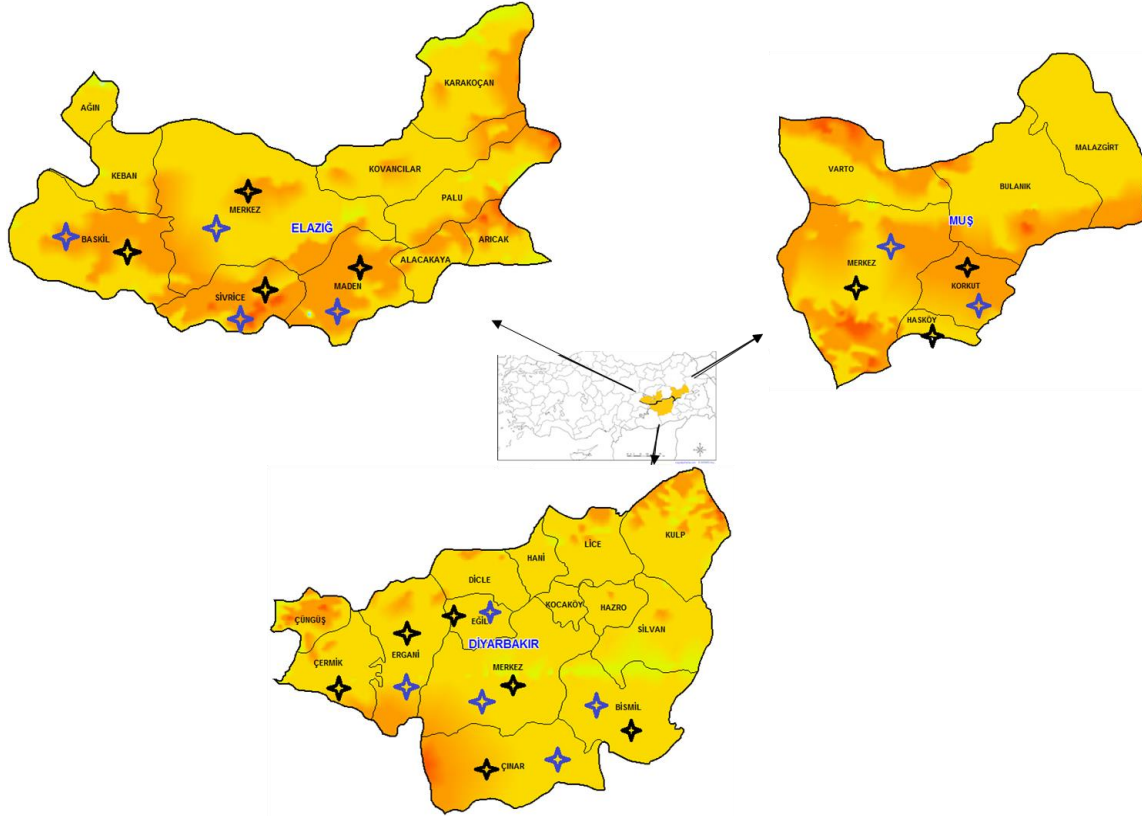 KARAKOÇAN
AĞIN
KOVANCILAR
KEBAN
MERKEZ
PALU
ELAZIĞ
BASKİL
ARICAK
ALACAKAYA
MADEN
SİVRİCE
MALAZGİRT
VARTO
BULANIK
MUŞ
MERKEZ
KORKUT
HASKÖY
KULP
LİCE
HANİ
DİCLE
KOCAKÖY
HAZRO
EĞİL
ÇÜNGÜŞ
SİLVAN
DİYARBAKIR
ERGANİ
ÇERMİK
MERKEZ
BİSMİL
ÇINAR